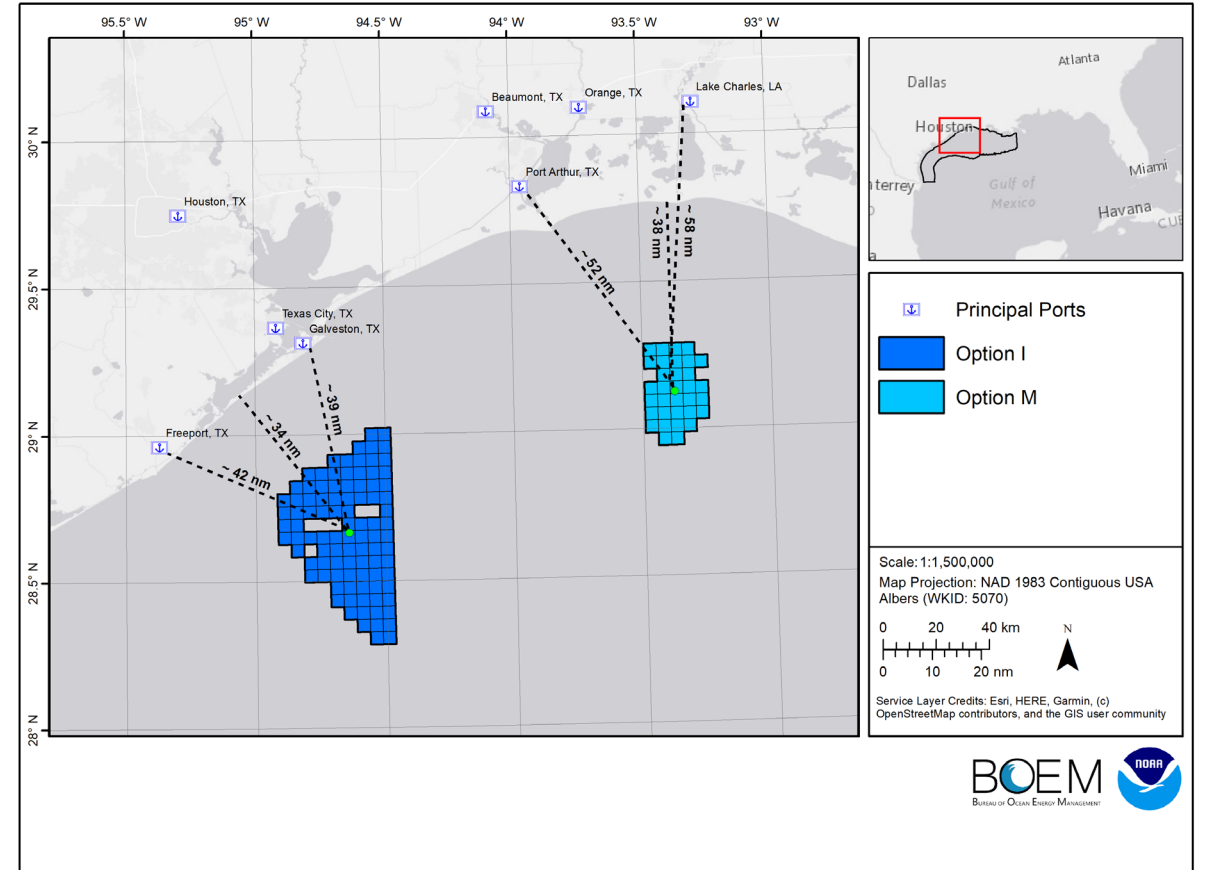 95.5° W
95° W
94.5° W
94° W
93.5° W
93° W
30° N
29.5° N
29° N
28.5° N
28° N
Beaumont, TX
Orange, TX
Lake Charles, LA
Port Arthur, TX
Houston, TX
Texas City, TX
Galveston, TX
Freeport, TX
~ 38 nm
~ 58 nm
~ 52 nm
~ 39 nm
~ 34 nm
~ 42 nm
Atlanta
Dallas
Houston
terrey
Gulf of
Mexico
Miami
Havana
CU
Principal Ports
Option I
Option M
Scale: 1:1,500,000
Map Projection: NAD 1983 Contiguous USA
Albers (WKID: 5070)
0 20 40 km
0 10 20 nm
N
Service Layer Credits: Esri, HERE, Garmin, (c)
OpenStreetMap contributors, and the GIS user community
BOEM
Bureau of Ocean Energy Management
NOAA